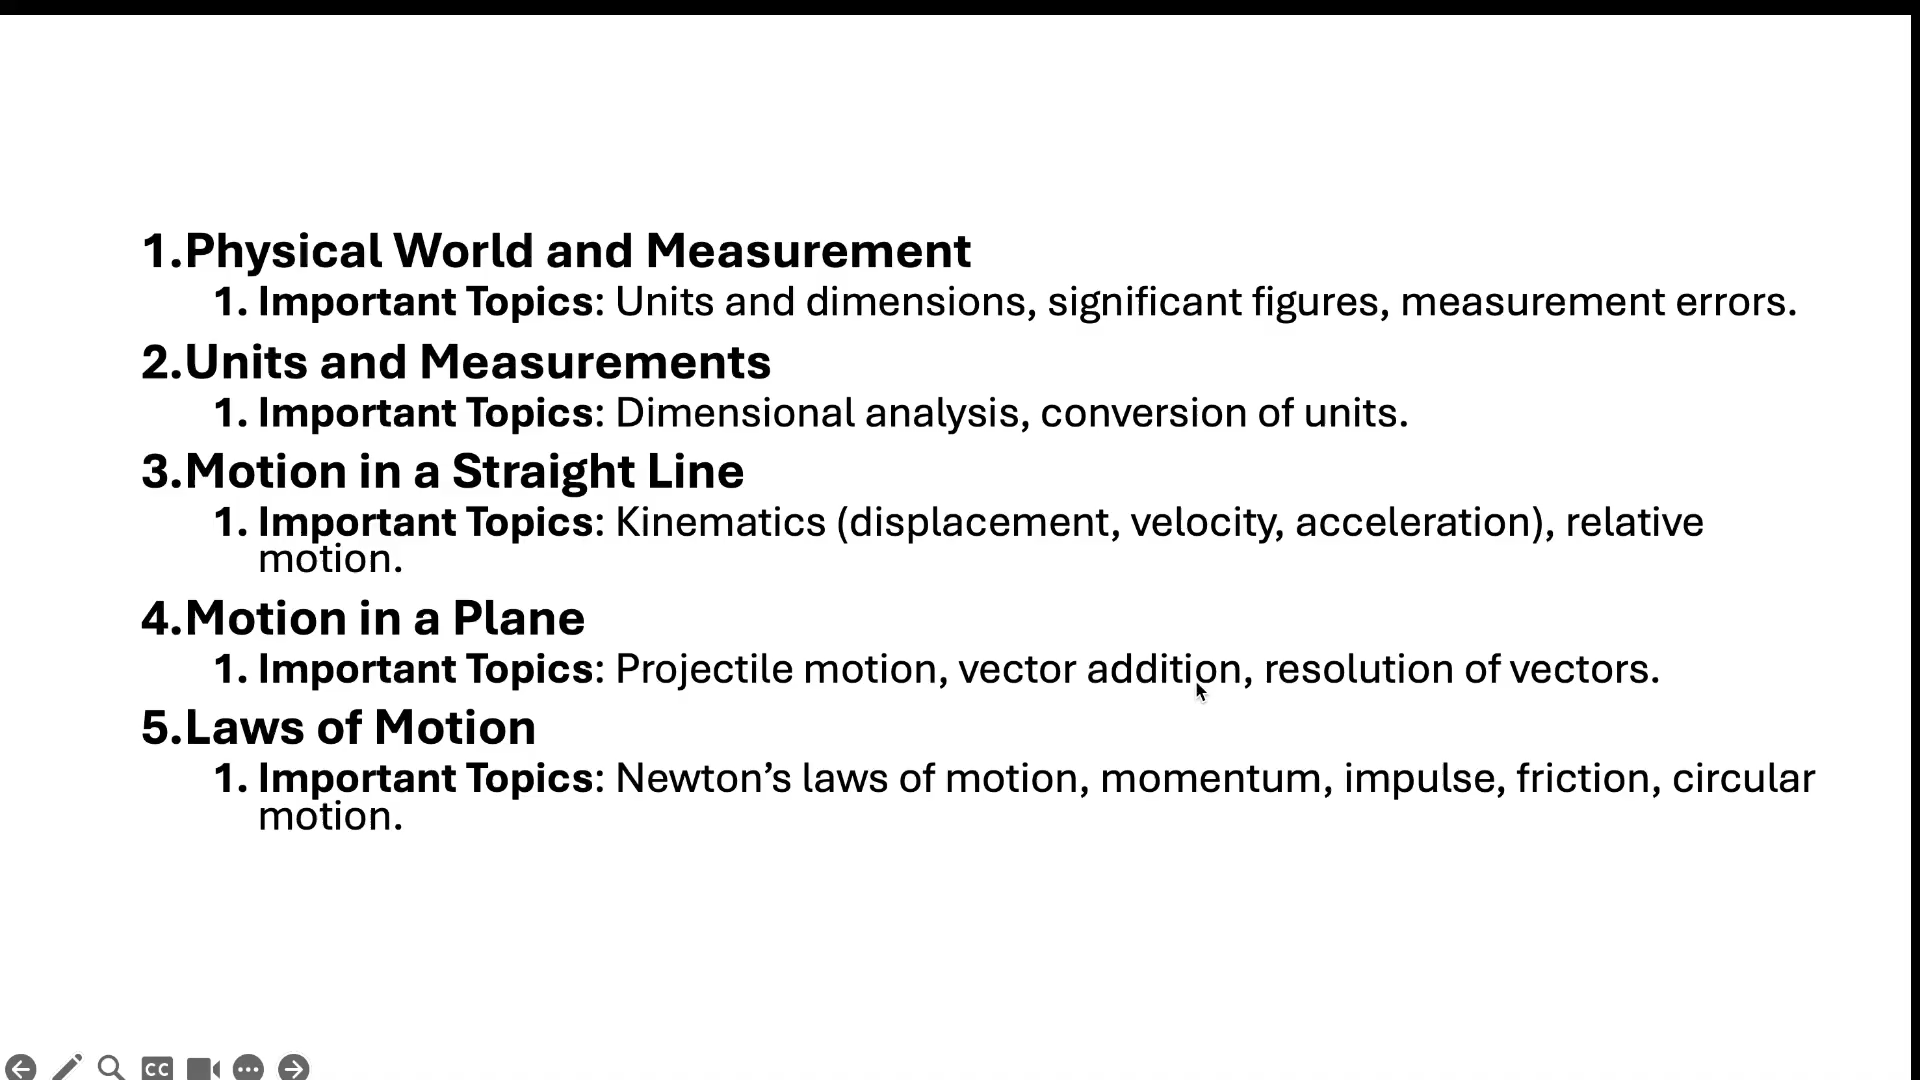 1.Physical World and Measurement
1. Important Topics: Units and dimensions, significant figures, measurement errors.
2.Units and Measurements
1. Important Topics: Dimensional analysis, conversion of units.
3.Motion in a Straight Line
1. Important Topics: Kinematics (displacement, velocity, acceleration), relative
motion.
4.Motion in a Plane
1. Important Topics: Projectile motion, vector addition, resolution of vectors.
5.Laws of Motion
1. Important Topics: Newton’s laws of motion, momentum, impulse, friction, circular
motion.
CC